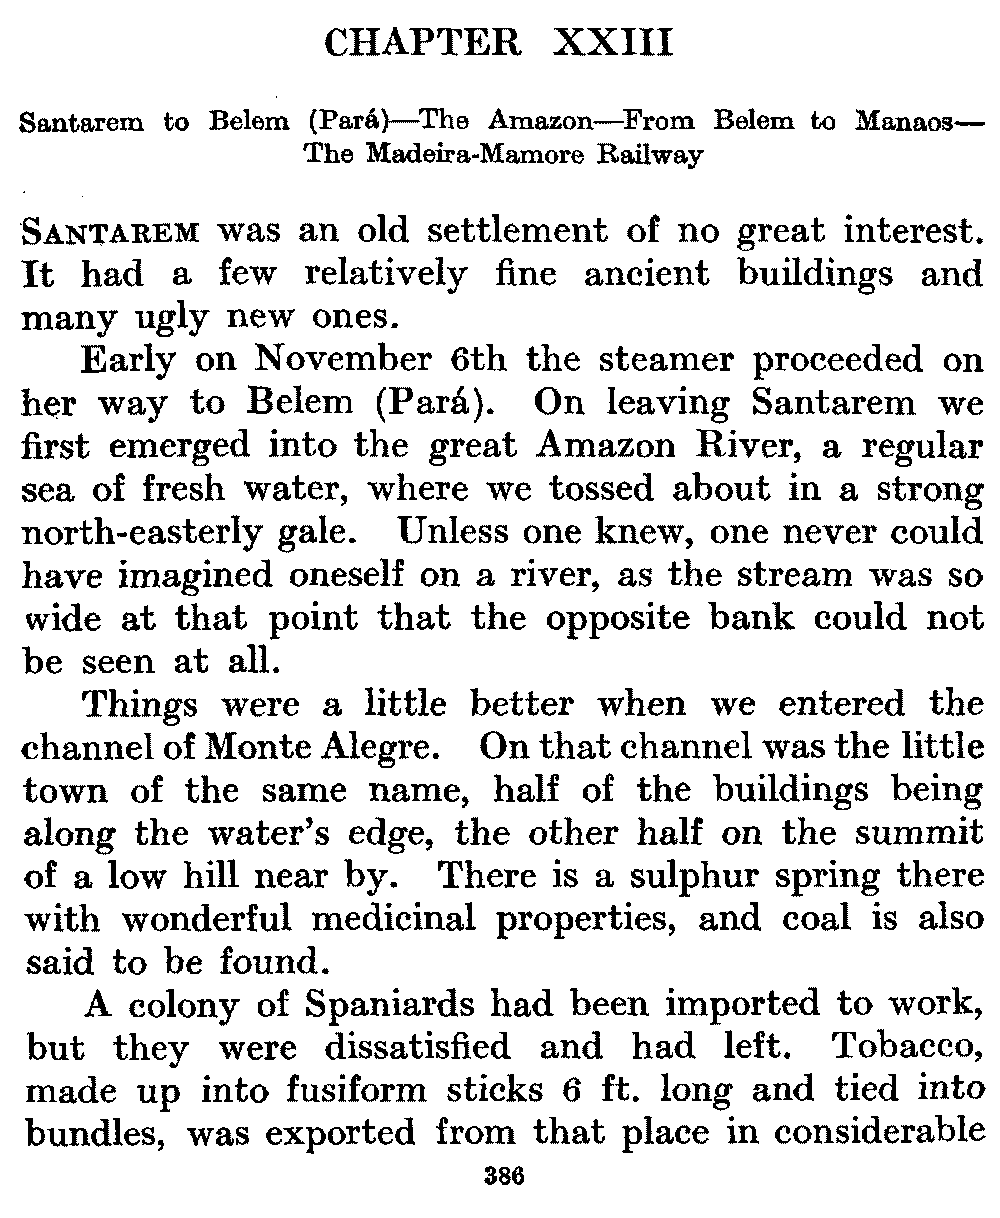 CHAPTER XXIII
Santarem to Belem (Pará)—The Amazon—From Belem to Manaos—
The Madeira-Mamore Railway
SANTAREM was an old settlement of no great interest.
It had a few relatively fine ancient buildings and
many ugly new ones.
Early on November 6th the steamer proceeded on
her way to Belem (Pará). On leaving Santarem we
first emerged into the great Amazon River, a regular
sea of fresh water, where we tossed about in a strong
north-easterly gale. Unless one knew, one never could
have imagined oneself on a river, as the stream was so
wide at that point that the opposite bank could not
be seen at all.
Things were a little better when we entered the
channel of Monte Alegre. On that channel was the little
town of the same name, half of the buildings being
along the water's edge, the other half on the summit
of a low hill near by. There is a sulphur spring there
with wonderful medicinal properties, and coal is also
said to be found.
A colony of Spaniards had been imported to work,
but they were dissatisfied and had left. Tobacco,
made up into fusiform sticks 6 ft. long and tied into
bundles, was exported from that place in considerable
386